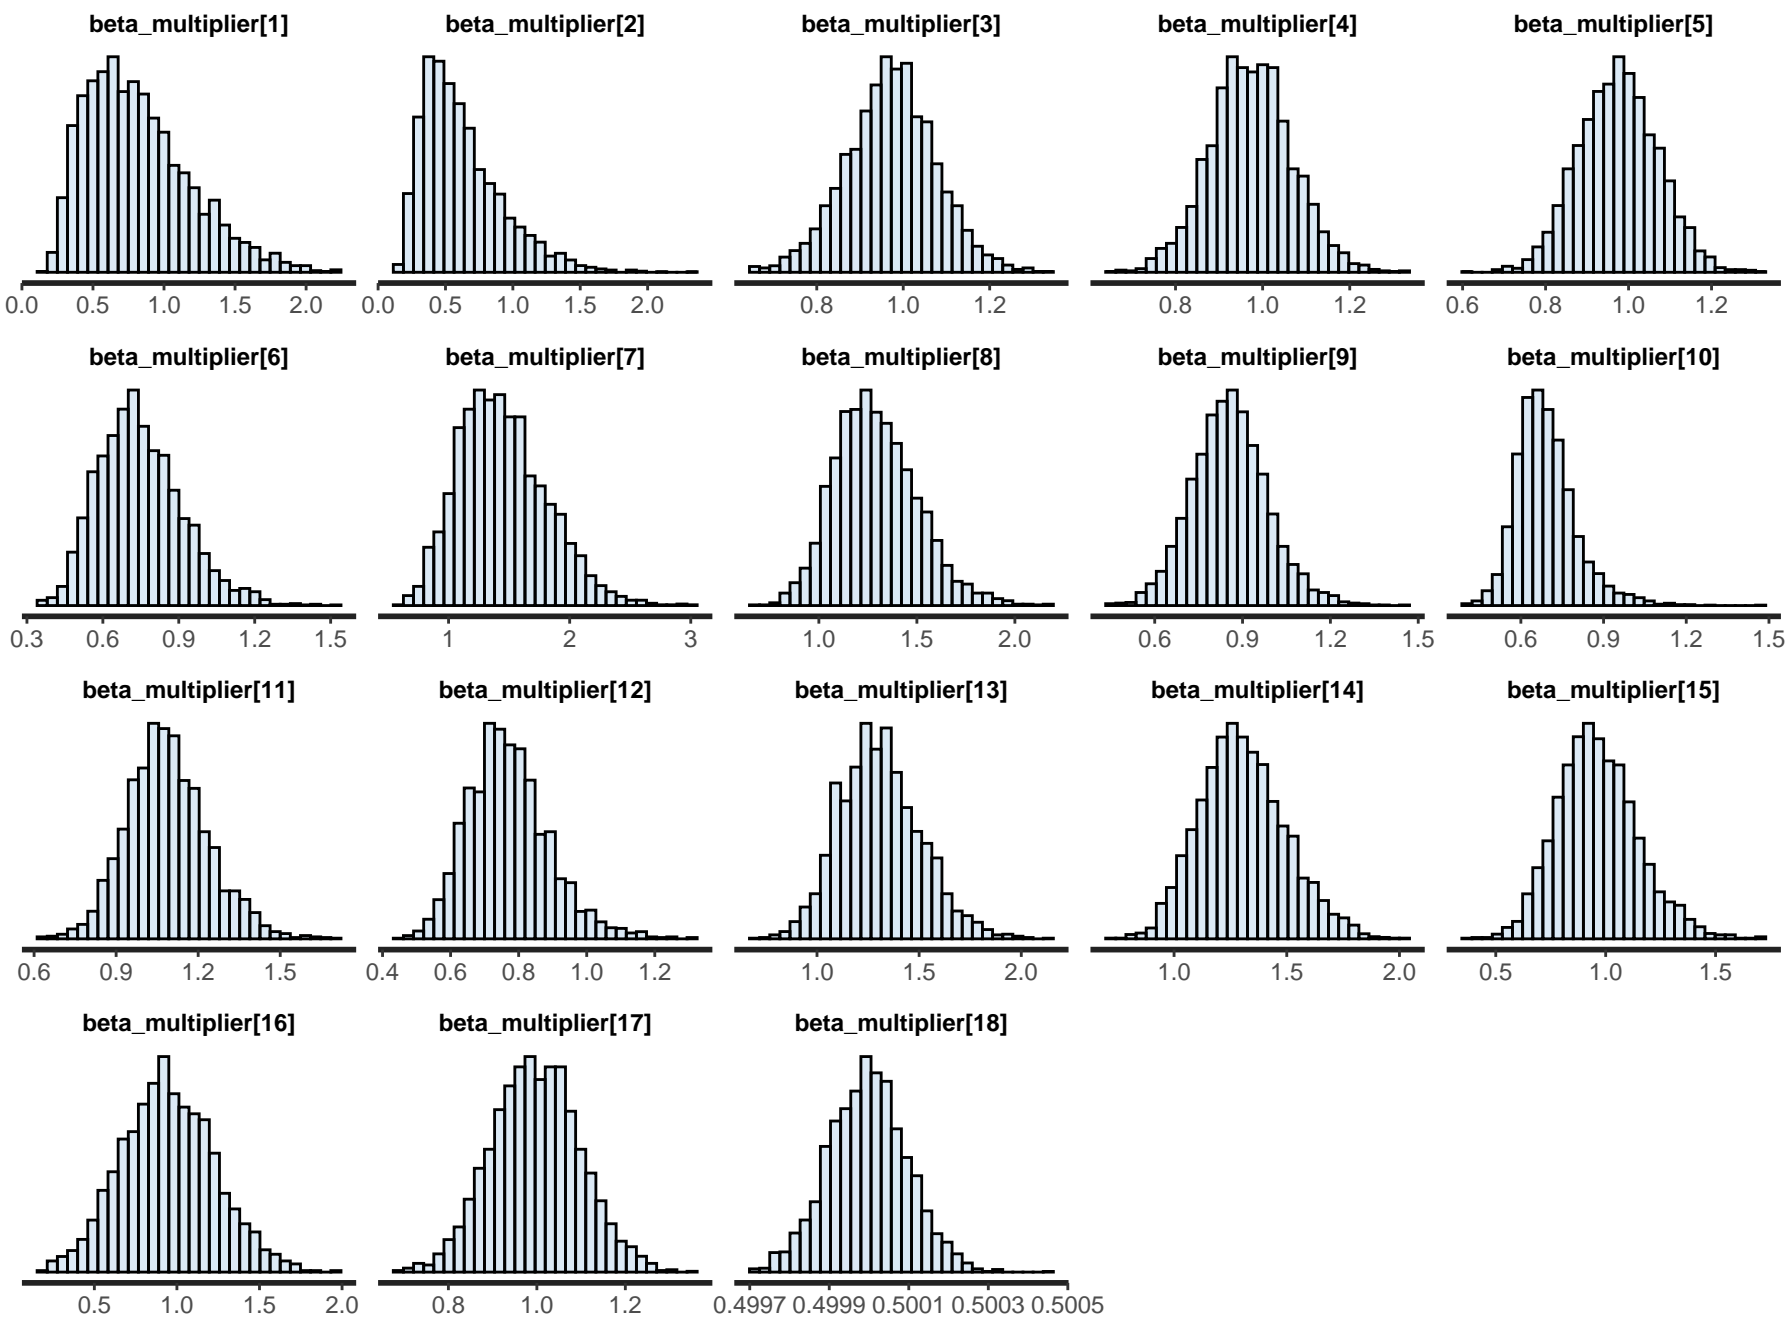 beta_multiplier[1] beta_multiplier[2] beta_multiplier[3] beta_multiplier[4] beta_multiplier[5]
0.0 0.5 1.0 1.5 2.0 0.0 0.5 1.0 1.5 2.0 0.8 1.0 1.2 0.8 1.0 1.2 0.6 0.8 1.0 1.2
beta_multiplier[6] beta_multiplier[7] beta_multiplier[8] beta_multiplier[9] beta_multiplier[10]
0.3 0.6 0.9 1.2 1.5 1 2 3 1.0 1.5 2.0 0.6 0.9 1.2 1.5 0.6 0.9 1.2 1.5
beta_multiplier[11] beta_multiplier[12] beta_multiplier[13] beta_multiplier[14] beta_multiplier[15]
0.6 0.9 1.2 1.5 0.4 0.6 0.8 1.0 1.2 1.0 1.5 2.0 1.0 1.5 2.0 0.5 1.0 1.5
beta_multiplier[16] beta_multiplier[17] beta_multiplier[18]
0.5 1.0 1.5 2.0 0.8 1.0 1.2 0.4997 0.4999 0.5001 0.5003 0.5005